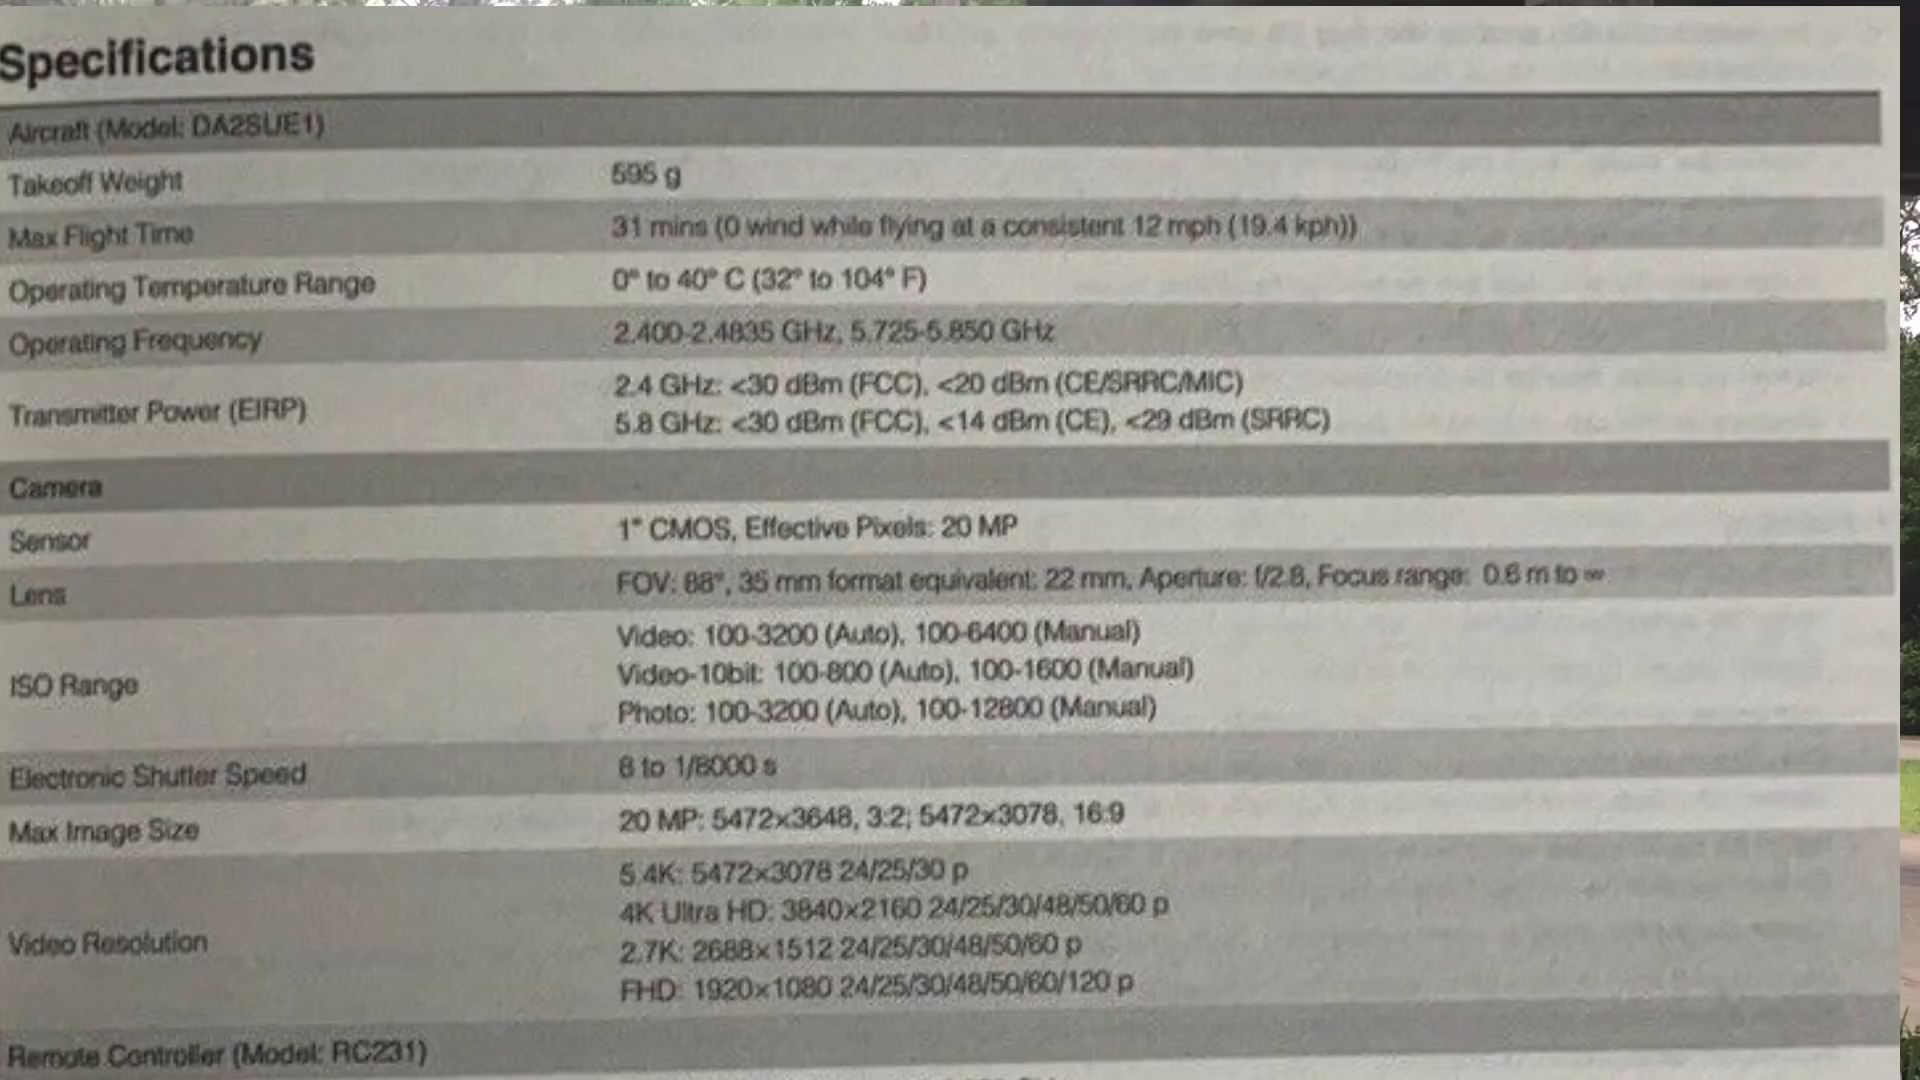 Specifications
Aircraft (Model: DA2SUE1)
Takeoff Weight 595 g
Max Flight Time 31 mins (0 wind while flying at a consistent 12 mph (19.4 kph))
Operating Temperature Range 0° to 40° C (32° to 104° F)
Operating Frequency 2.400-2.4835 GHz, 5.725-5.850 GHz
Transmitter Power (EIRP) 2.4 GHz: <30 dBm (FCC), <20 dBm (CE/SRRC/MIC)
5.8 GHz: <30 dBm (FCC), <14 dBm (CE), <29 dBm (SRRC)
Camera
Sensor 1" CMOS, Effective Pixels: 20 MP
Lens FOV: 88°, 35 mm format equivalent: 22 mm, Aperture: f/2.8, Focus range: 0.6 m to ∞
ISO Range Video: 100-3200 (Auto), 100-6400 (Manual)
Video-10bit: 100-800 (Auto), 100-1600 (Manual)
Photo: 100-3200 (Auto), 100-12800 (Manual)
Electronic Shutter Speed 8 to 1/8000 s
Max Image Size 20 MP: 5472×3648, 3:2; 5472×3078, 16:9
Video Resolution 5.4K: 5472×3078 24/25/30 p
4K Ultra HD: 3840×2160 24/25/30/48/50/60 p
2.7K: 2688×1512 24/25/30/48/50/60 p
FHD: 1920×1080 24/25/30/48/50/60/120 p
Remote Controller (Model: RC231)